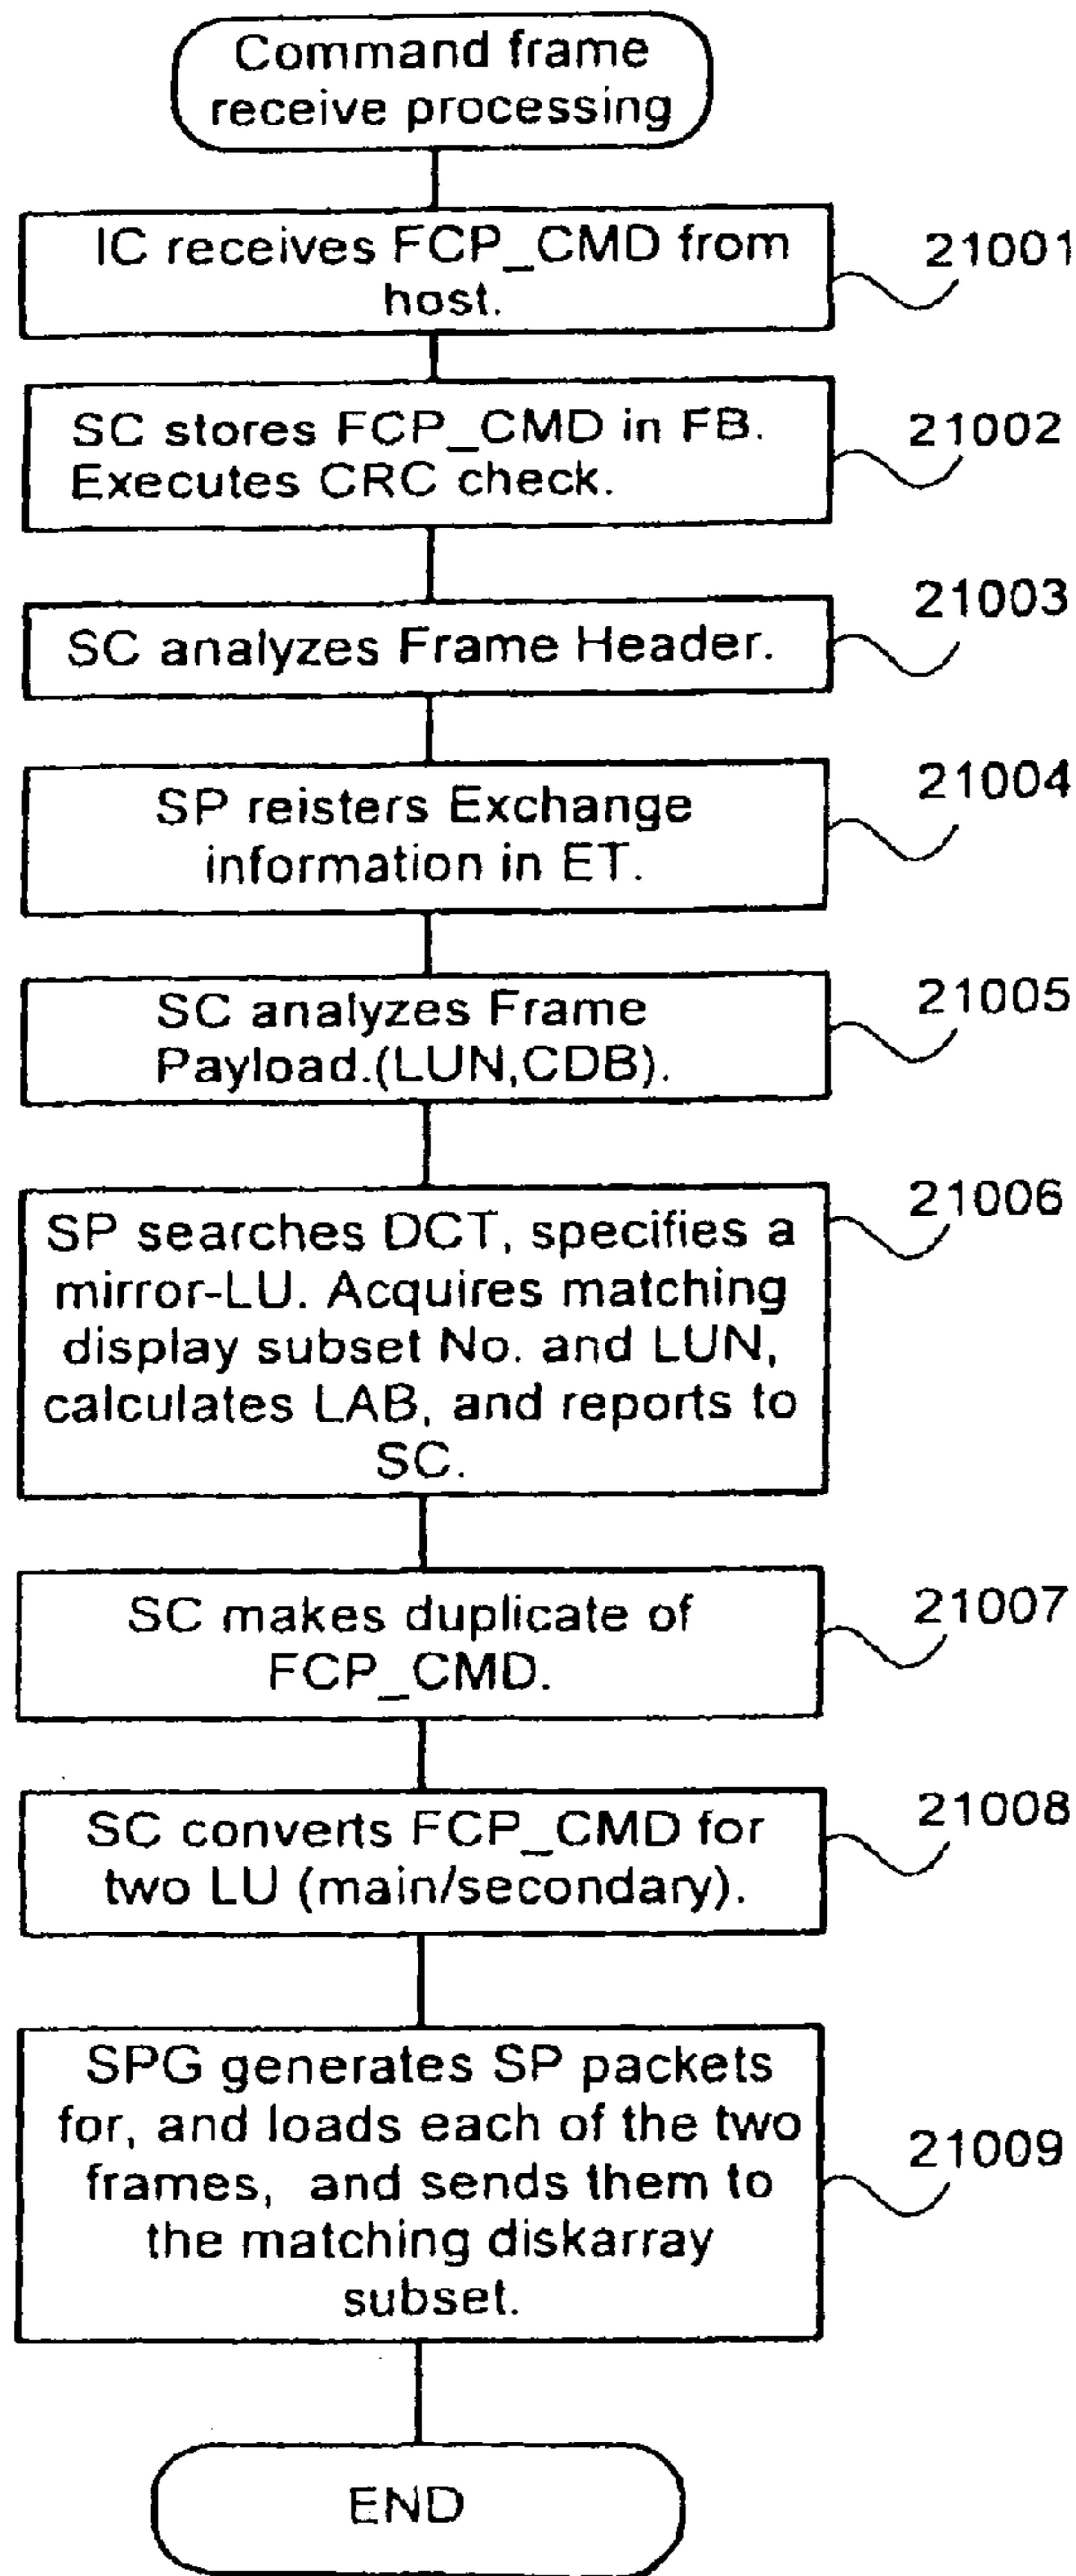 Command frame
receive processing
IC receives FCP_CMD from
host.
21001
SC stores FCP_CMD in FB.
Executes CRC check.
21002
SC analyzes Frame Header.
21003
SP reisters Exchange
information in ET.
21004
SC analyzes Frame
Payload.(LUN,CDB).
21005
SP searches DCT, specifies a
mirror-LU. Acquires matching
display subset No. and LUN,
calculates LAB, and reports to
SC.
21006
SC makes duplicate of
FCP_CMD.
21007
SC converts FCP_CMD for
two LU (main/secondary).
21008
SPG generates SP packets
for, and loads each of the two
frames, and sends them to
the matching diskarray
subset.
21009
END